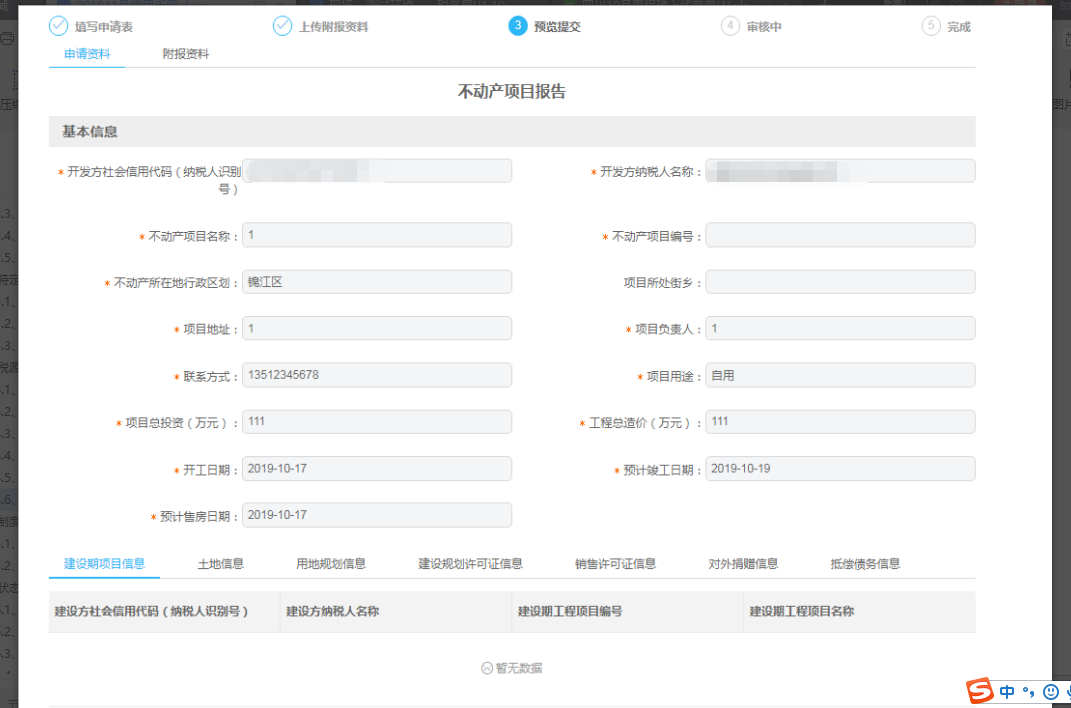 填写申请表
上传附报资料
3 预览提交
4 审核中
5 完成
申请资料 附报资料
不动产项目报告
基本信息
* 开发方社会信用代码（纳税人识别号）
* 开发方纳税人名称：
* 不动产项目名称： 1
* 不动产项目编号：
* 不动产所在地行政区划： 锦江区
项目所处街乡：
* 项目地址： 1
* 项目负责人： 1
* 联系方式： 13512345678
* 项目用途： 自用
* 项目总投资（万元）： 111
* 工程总造价（万元）： 111
* 开工日期： 2019-10-17
* 预计竣工日期： 2019-10-19
* 预计售房日期： 2019-10-17
建设期项目信息 土地信息 用地规划信息 建设规划许可证信息 销售许可证信息 对外捐赠信息 抵偿债务信息
建设方社会信用代码（纳税人识别号） 建设方纳税人名称 建设期工程项目编号 建设期工程项目名称
暂无数据
中